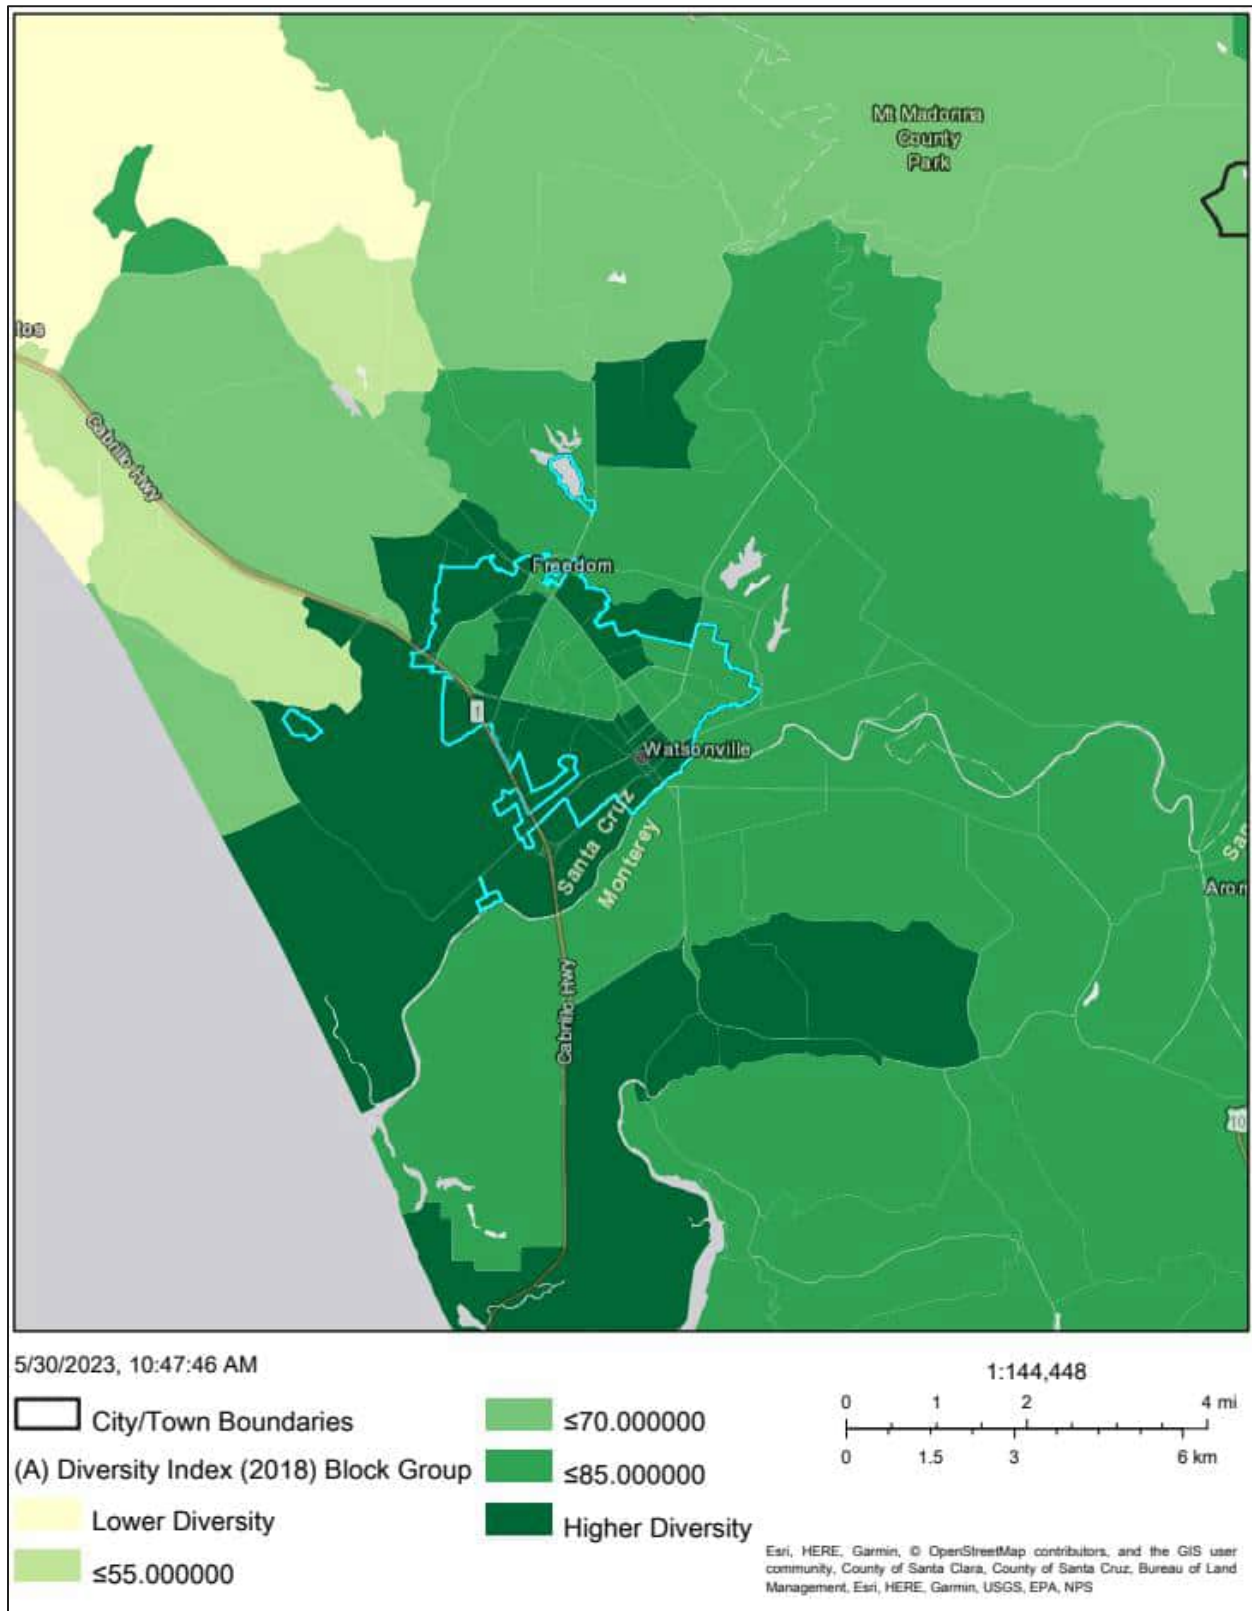 Mt Madonna
County
Park
tos
Cabrillo Hwy
Freedom
1
Watsonville
Santa Cruz
Monterey
Cabrillo Hwy
San
Arom
10
5/30/2023, 10:47:46 AM
City/Town Boundaries
(A) Diversity Index (2018) Block Group
Lower Diversity
≤55.000000
≤70.000000
≤85.000000
Higher Diversity
1:144,448
0 1 2 4 mi
0 1.5 3 6 km
Esri, HERE, Garmin, © OpenStreetMap contributors, and the GIS user
community, County of Santa Clara, County of Santa Cruz, Bureau of Land
Management, Esri, HERE, Garmin, USGS, EPA, NPS